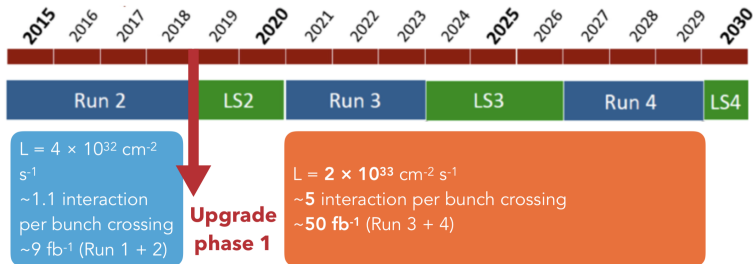 2015 2016 2017 2018 2019 2020 2021 2022 2023 2024 2025 2026 2027 2028 2029 2030
Run 2 LS2 Run 3 LS3 Run 4 LS4
L = 4 × 10³² cm⁻²
s⁻¹
~1.1 interaction
per bunch crossing
~9 fb⁻¹ (Run 1 + 2)
Upgrade
phase 1
L = 2 × 10³³ cm⁻² s⁻¹
~5 interaction per bunch crossing
~50 fb⁻¹ (Run 3 + 4)